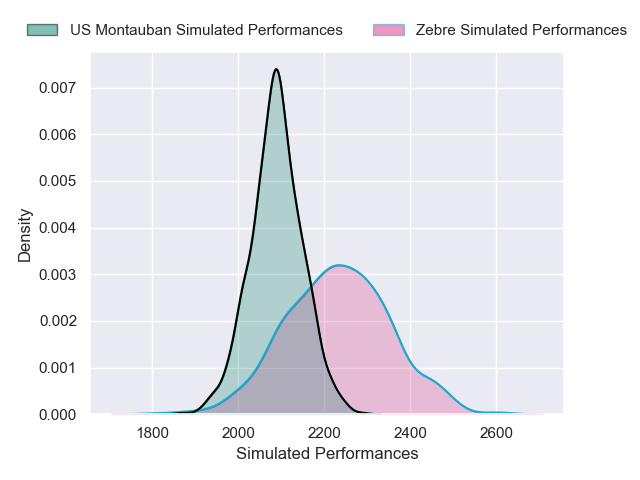 US Montauban Simulated Performances
Zebre Simulated Performances
0.007
0.006
0.005
0.004
0.003
0.002
0.001
0.000
Density
1800 2000 2200 2400 2600
Simulated Performances